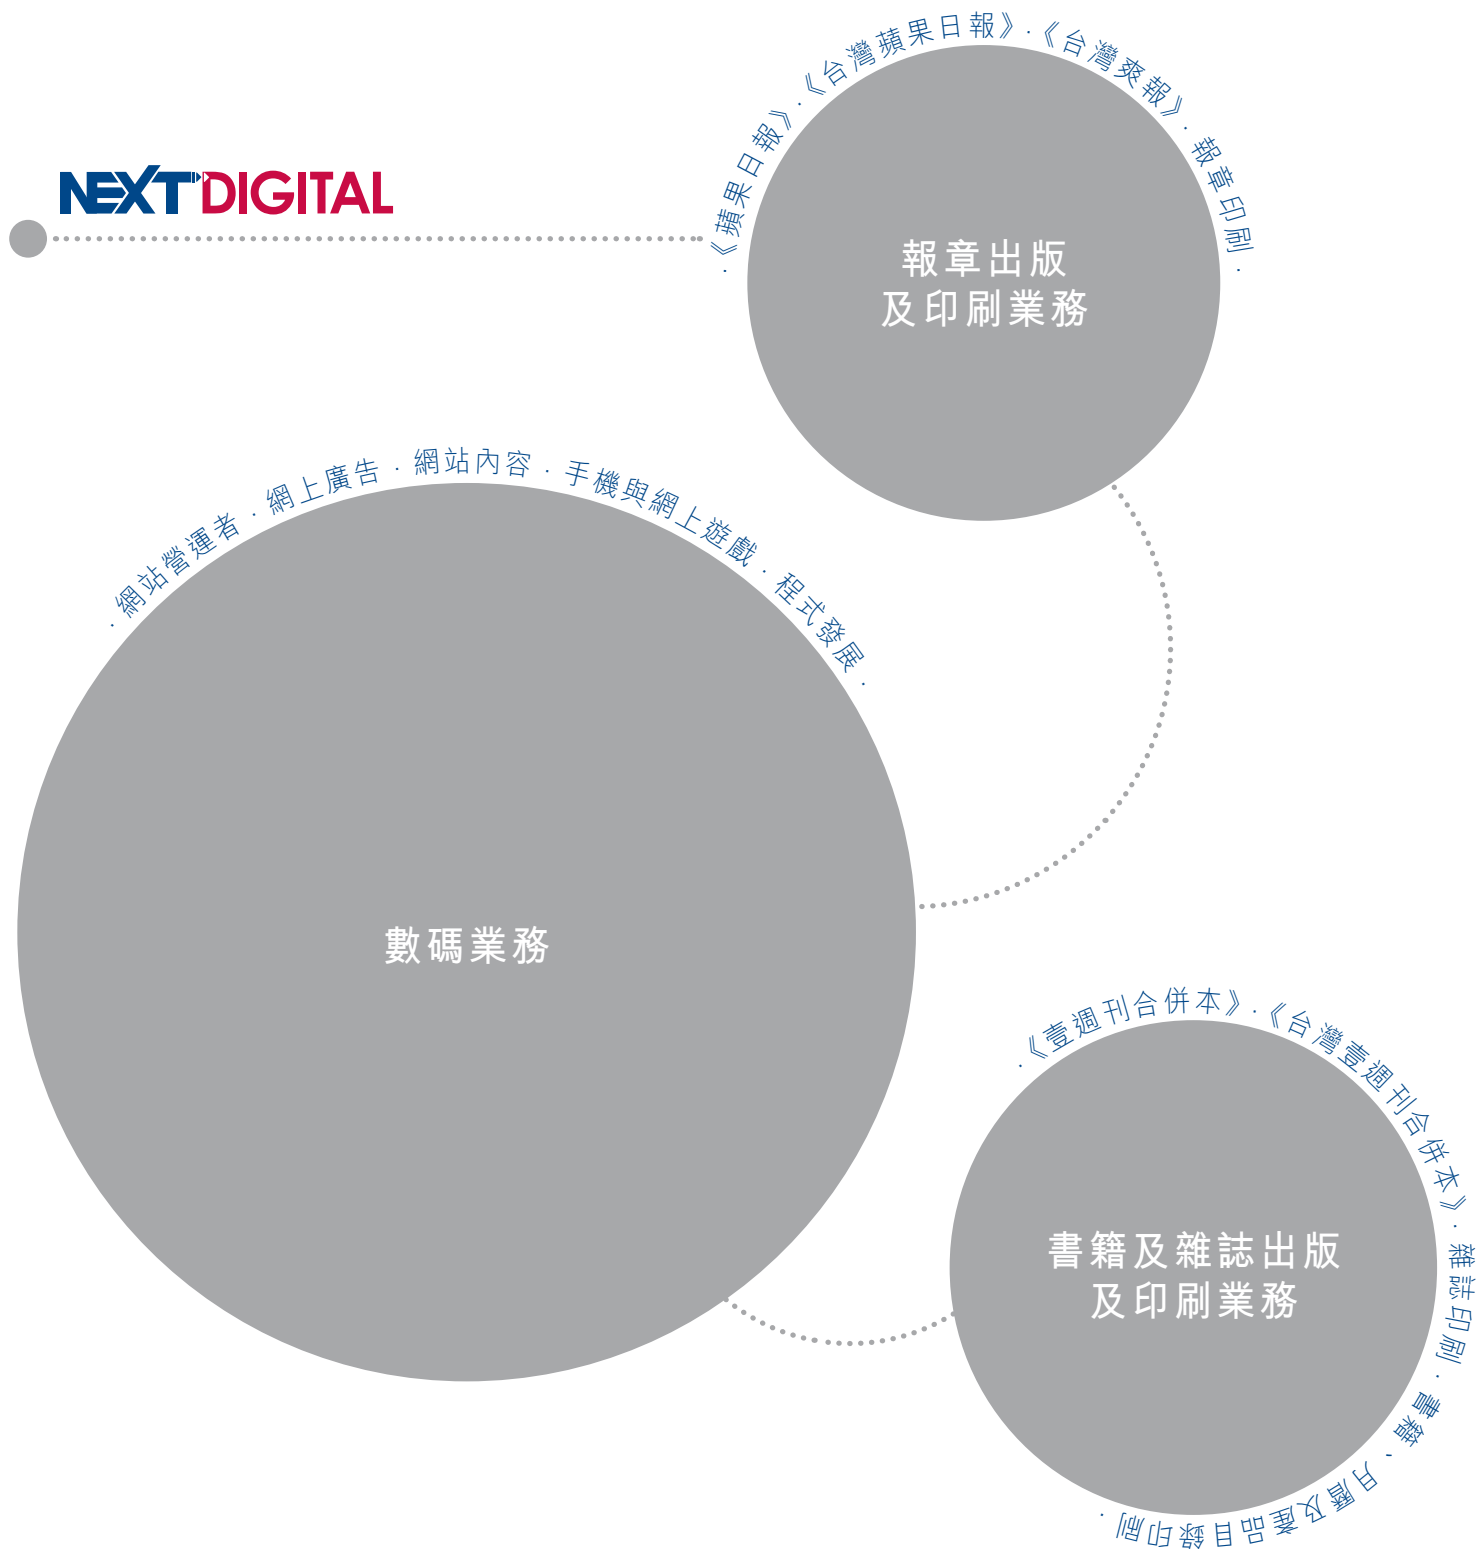 NEXT DIGITAL
.《蘋果日報》.《台灣蘋果日報》.《台灣爽報》. 報章印刷 .
報章出版
及印刷業務
. 網站營運者 . 網上廣告 . 網站內容 . 手機與網上遊戲 . 程式發展 .
數碼業務
.《壹週刊合併本》.《台灣壹週刊合併本》. 雜誌印刷 . 書籍、月曆及產品目錄印刷 .
書籍及雜誌出版
及印刷業務